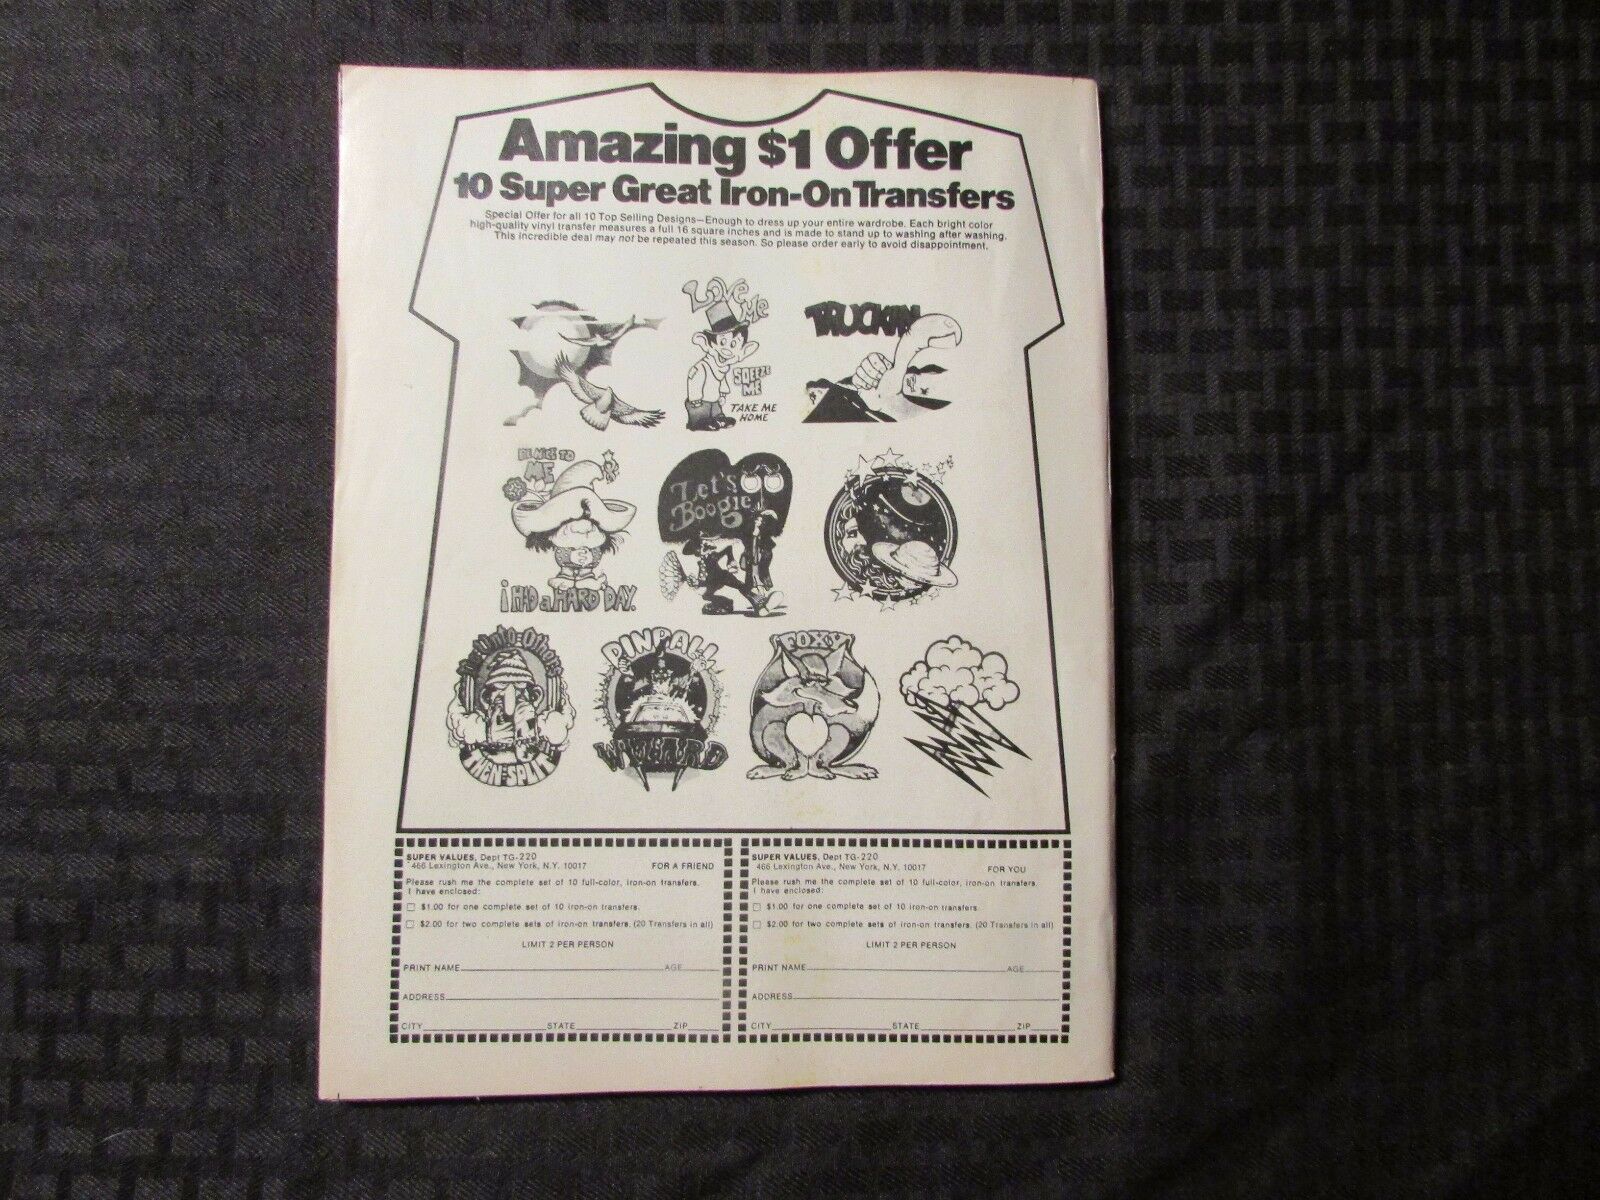 Amazing $1 Offer
10 Super Great Iron-On Transfers
Special Offer for all 10 Top Selling Designs—Enough to dress up your entire wardrobe. Each bright color
high-quality vinyl transfer measures a full 16 square inches and is made to stand up to washing after washing.
This incredible deal may not be repeated this season. So please order early to avoid disappointment.
LOVE
Me
SQEEZE
ME
TAKE ME
HOME
TRUCKIN
BE NICE TO
ME
i HAD a HARD DAY.
Let's
Boogie
Unto Others
THEN SPLIT
PINBALL
WIZARD
FOXY
SUPER VALUES, Dept TG-220
466 Lexington Ave., New York, N.Y. 10017 FOR A FRIEND
Please rush me the complete set of 10 full-color, iron-on transfers.
I have enclosed:
$1.00 for one complete set of 10 iron-on transfers.
$2.00 for two complete sets of iron-on transfers. (20 Transfers in all)
LIMIT 2 PER PERSON
PRINT NAME AGE
ADDRESS
CITY STATE ZIP
SUPER VALUES, Dept TG-220
466 Lexington Ave., New York, N.Y. 10017 FOR YOU
Please rush me the complete set of 10 full-color, iron-on transfers.
I have enclosed:
$1.00 for one complete set of 10 iron-on transfers.
$2.00 for two complete sets of iron-on transfers. (20 Transfers in all)
LIMIT 2 PER PERSON
PRINT NAME AGE
ADDRESS
CITY STATE ZIP